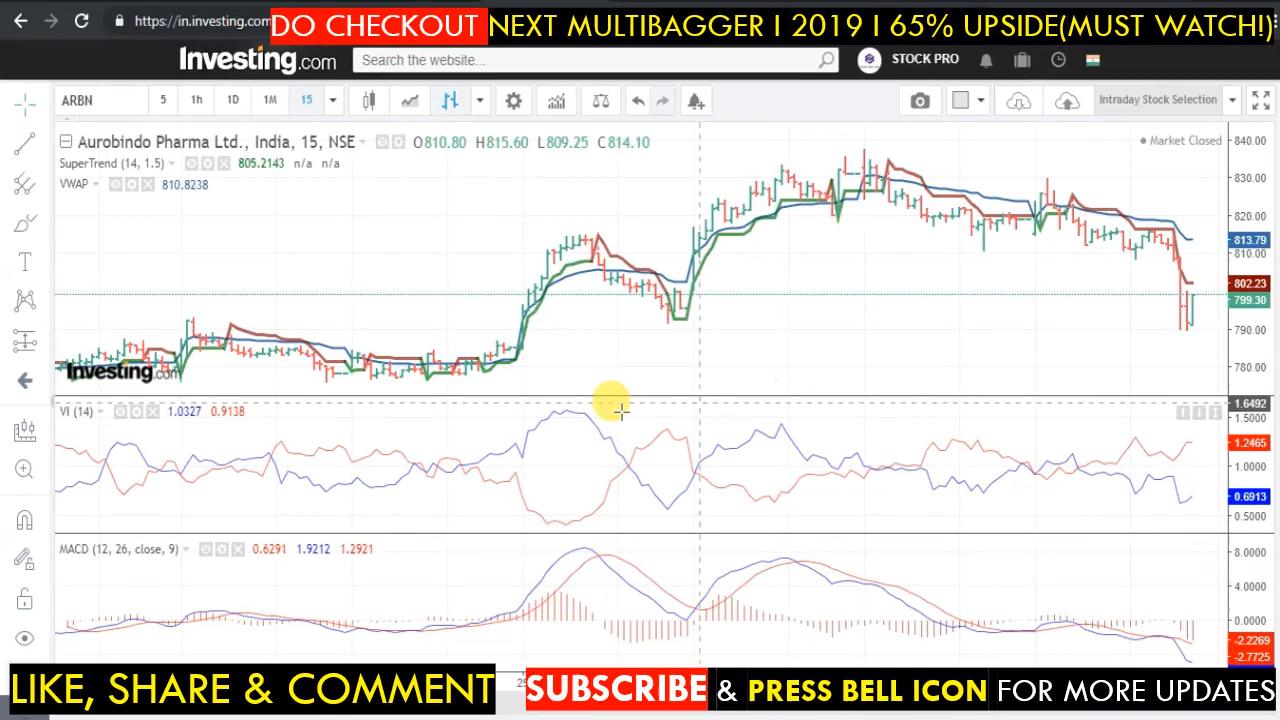 https://in.investing.com
DO CHECKOUT NEXT MULTIBAGGER I 2019 I 65% UPSIDE(MUST WATCH!)
Investing.com
Search the website...
STOCK PRO
ARBN 5 1h 1D 1M 15
Intraday Stock Selection
Aurobindo Pharma Ltd., India, 15, NSE O810.80 H815.60 L809.25 C814.10
Market Closed
SuperTrend (14, 1.5) 805.2143 n/a n/a
VWAP 810.8238
840.00
830.00
820.00
813.79
810.00
802.23
799.30
790.00
780.00
Investing.com
VI (14) 1.0327 0.9138
1.6492
1.5000
1.2465
1.0000
0.6913
0.5000
MACD (12, 26, close, 9) 0.6291 1.9212 1.2921
8.0000
4.0000
0.0000
-2.2269
-2.7725
LIKE, SHARE & COMMENT
SUBSCRIBE & PRESS BELL ICON FOR MORE UPDATES